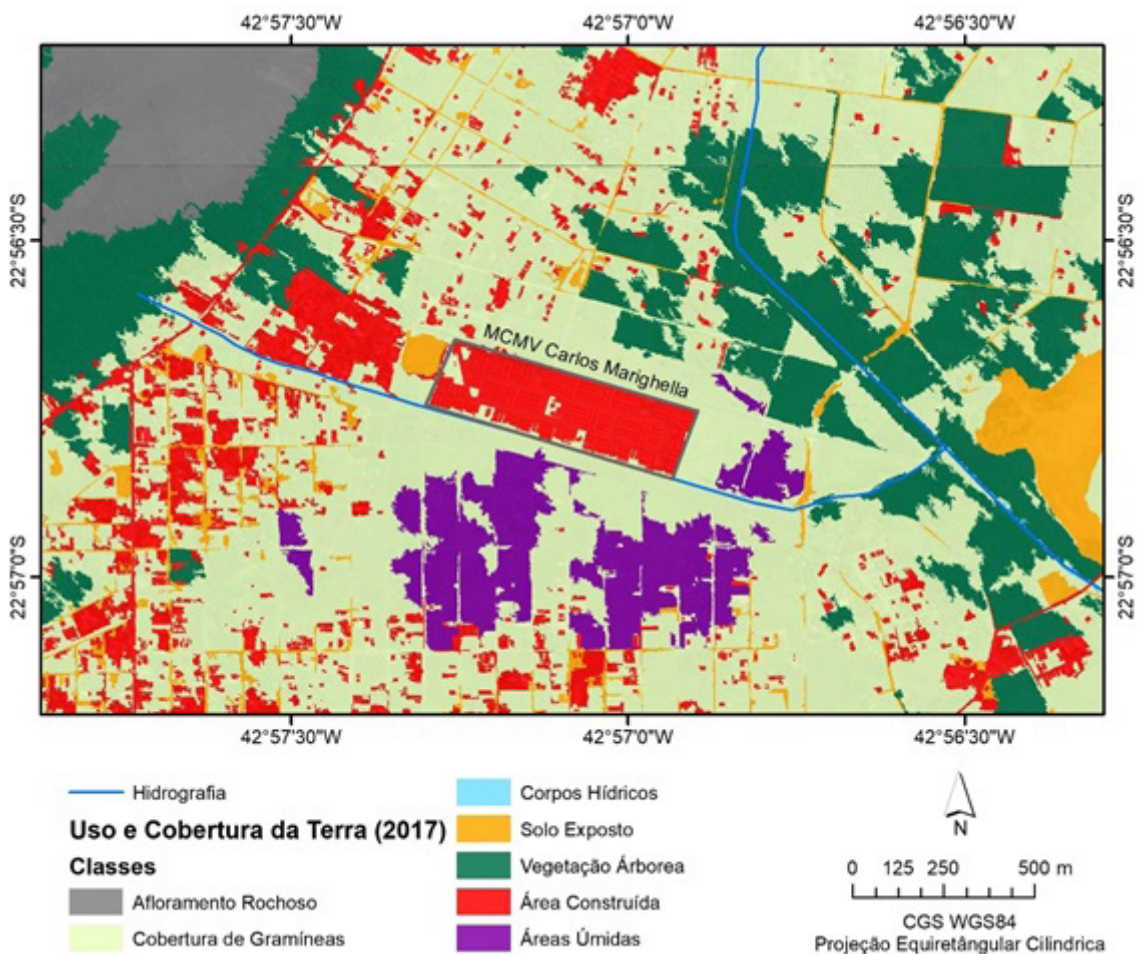 42°57'30"W 42°57'0"W 42°56'30"W
22°56'30"S 22°56'30"S
MCMV Carlos Marighella
22°57'0"S 22°57'0"S
42°57'30"W 42°57'0"W 42°56'30"W
Hidrografia
Uso e Cobertura da Terra (2017)
Classes
Afloramento Rochoso
Cobertura de Gramíneas
Corpos Hídricos
Solo Exposto
Vegetação Árborea
Área Construída
Áreas Úmidas
N
0 125 250 500 m
CGS WGS84
Projeção Equiretângular Cilindrica